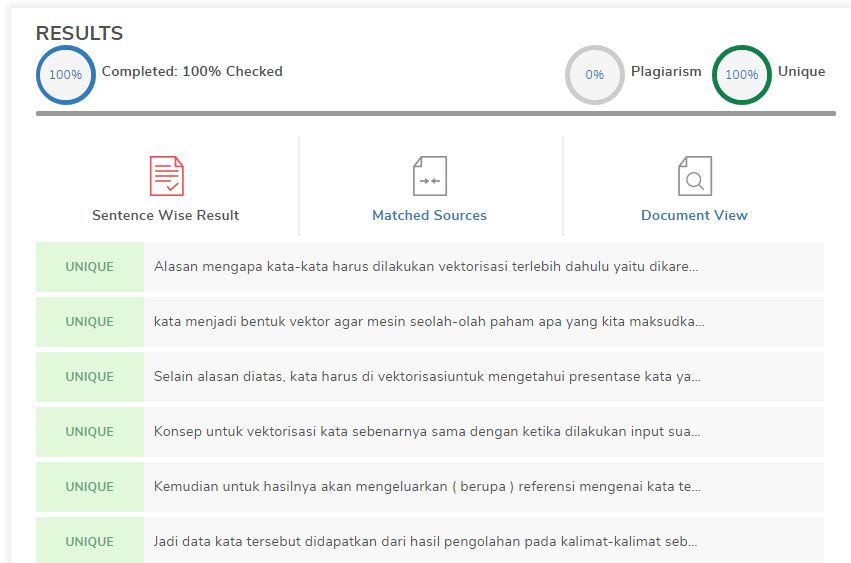 RESULTS
100% Completed: 100% Checked 0% Plagiarism 100% Unique
Sentence Wise Result Matched Sources Document View
UNIQUE Alasan mengapa kata-kata harus dilakukan vektorisasi terlebih dahulu yaitu dikare...
UNIQUE kata menjadi bentuk vektor agar mesin seolah-olah paham apa yang kita maksudka...
UNIQUE Selain alasan diatas, kata harus di vektorisasiuntuk mengetahui presentase kata ya...
UNIQUE Konsep untuk vektorisasi kata sebenarnya sama dengan ketika dilakukan input sua...
UNIQUE Kemudian untuk hasilnya akan mengeluarkan ( berupa ) referensi mengenai kata te...
UNIQUE Jadi data kata tersebut didapatkan dari hasil pengolahan pada kalimat-kalimat seb...